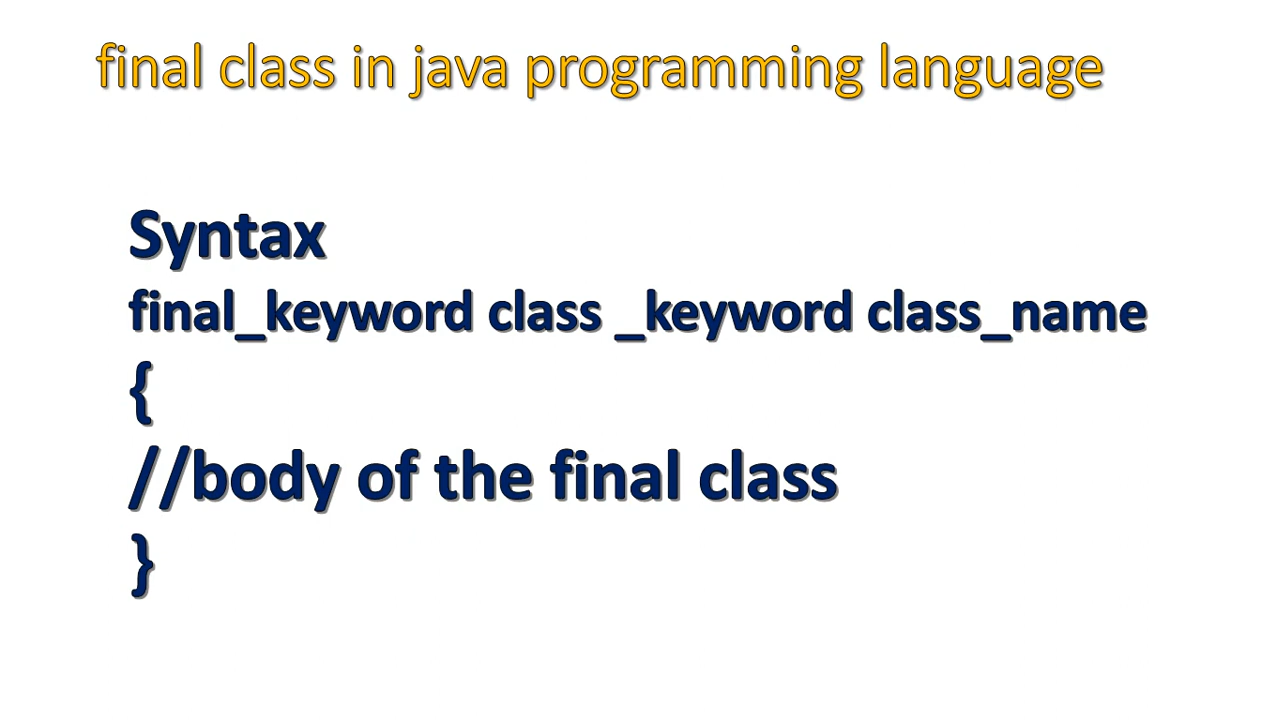 final class in java programming language
Syntax
final_keyword class _keyword class_name
{
//body of the final class
}